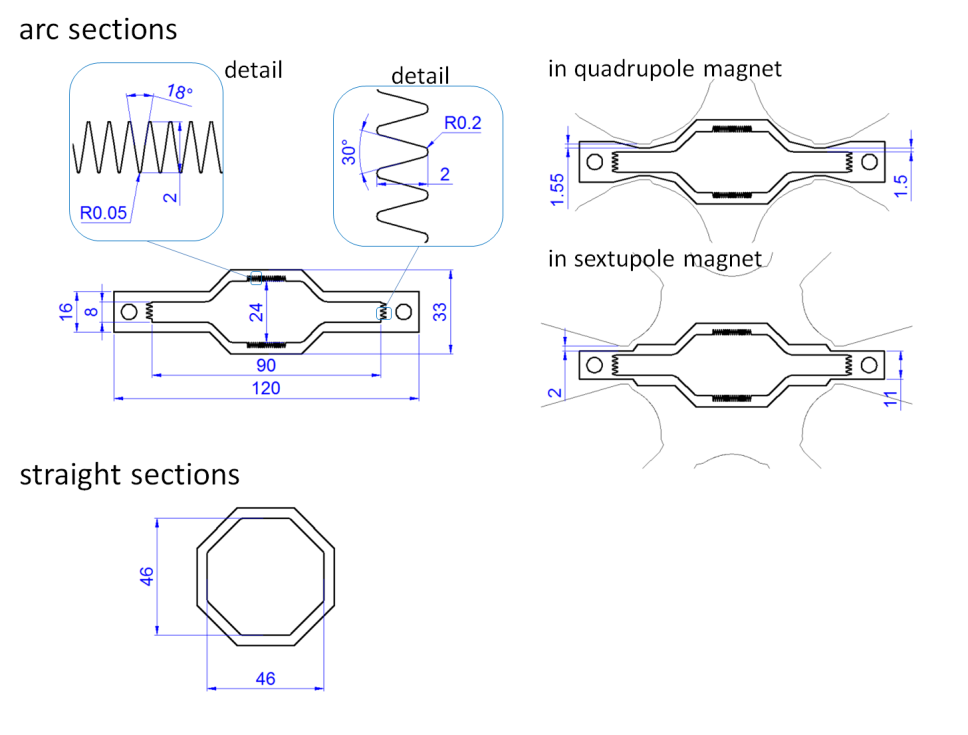 arc sections
detail
18°
R0.05
2
detail
30°
R0.2
2
in quadrupole magnet
1.55
1.5
in sextupole magnet
2
11
16
8
24
33
90
120
straight sections
46
46